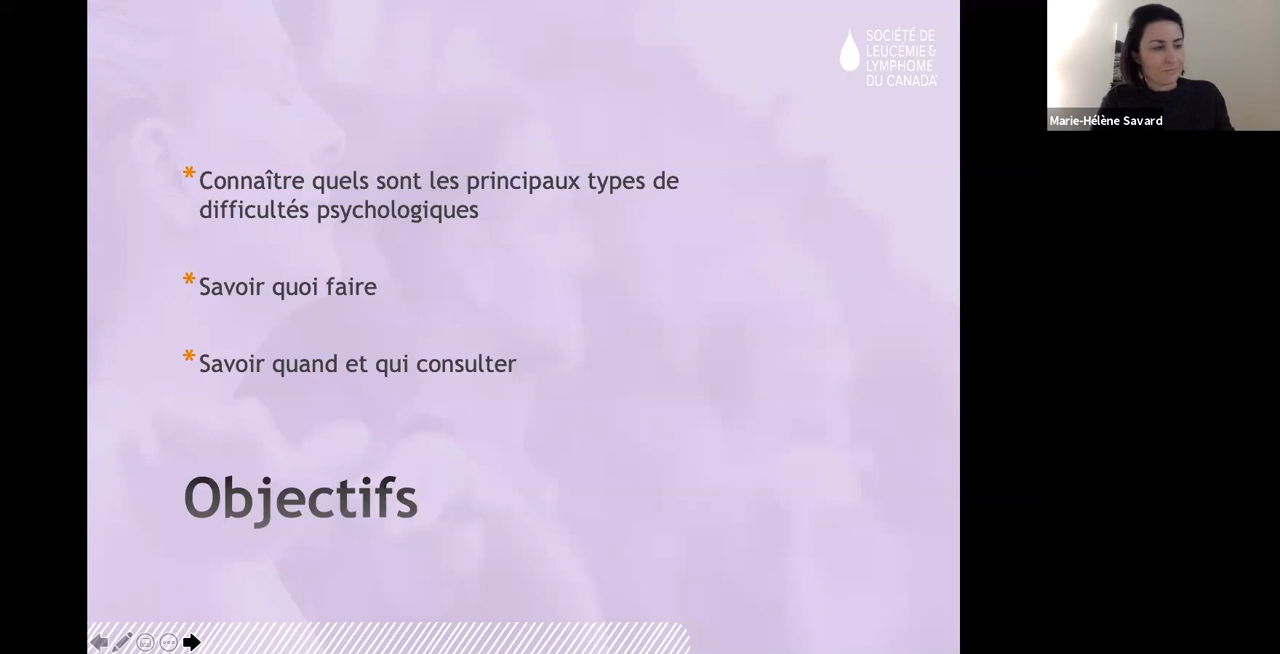 SOCIÉTÉ DE
LEUCÉMIE &
LYMPHOME
DU CANADA
Marie-Hélène Savard
* Connaître quels sont les principaux types de
difficultés psychologiques
* Savoir quoi faire
* Savoir quand et qui consulter
Objectifs